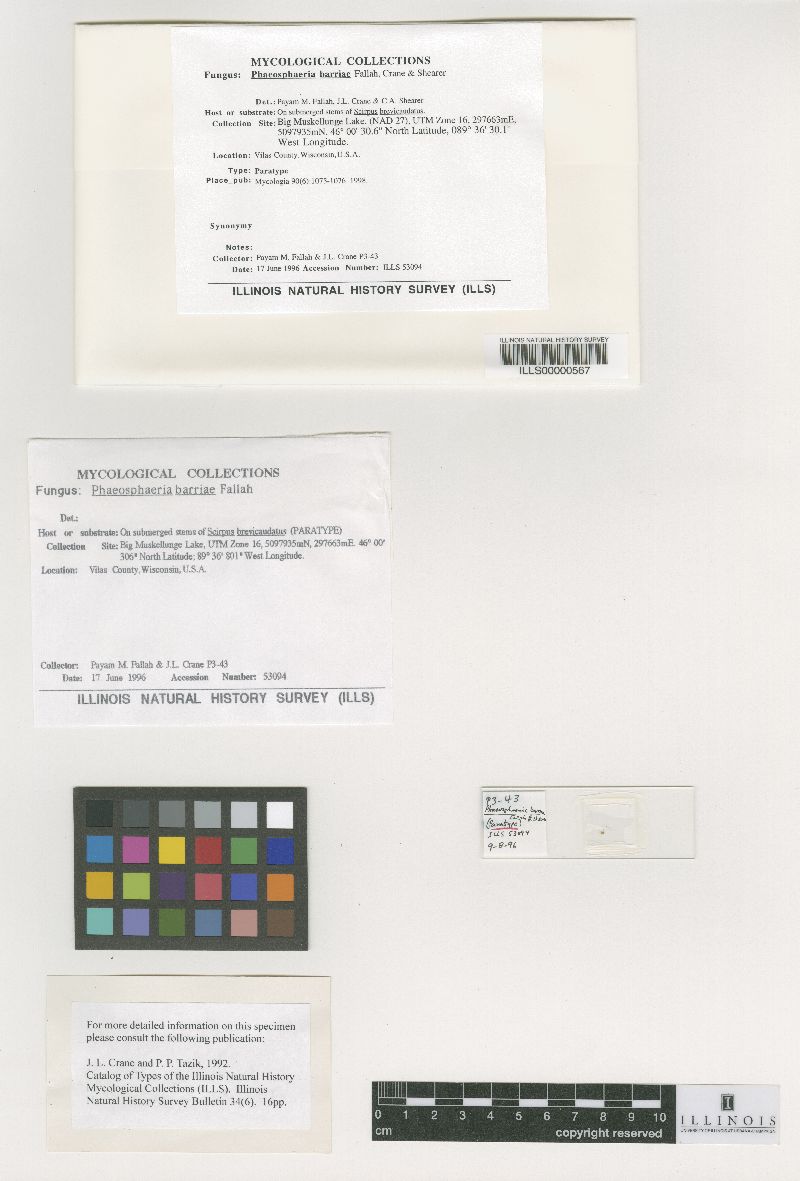 MYCOLOGICAL COLLECTIONS
Fungus: Phaeosphaeria barriae Fallah, Crane & Shearer
Det.: Payam M. Fallah, J.L. Crane & C.A. Shearer
Host or substrate: On submerged stems of Scirpus brevicaudatus.
Collection Site: Big Muskellunge Lake, (NAD 27), UTM Zone 16, 297663mE,
5097935mN. 46° 00' 30.6" North Latitude, 089° 36' 30.1"
West Longitude.
Location: Vilas County, Wisconsin, U.S.A.
Type: Paratype
Place_pub: Mycologia 90(6):1075-1076. 1998.
Synonymy
Notes:
Collector: Payam M. Fallah & J.L. Crane P3-43
Date: 17 June 1996 Accession Number: ILLS 53094
ILLINOIS NATURAL HISTORY SURVEY (ILLS)
ILLINOIS NATURAL HISTORY SURVEY
ILLS00000567
MYCOLOGICAL COLLECTIONS
Fungus: Phaeosphaeria barriae Fallah
Det.:
Host or substrate: On submerged stems of Scirpus brevicaudatus (PARATYPE)
Collection Site: Big Muskellunge Lake, UTM Zone 16, 5097935mN, 297663mE. 46° 00'
306" North Latitude; 89° 36' 801" West Longitude.
Location: Vilas County, Wisconsin, U.S.A.
Collector: Payam M. Fallah & J.L. Crane P3-43
Date: 17 June 1996 Accession Number: 53094
ILLINOIS NATURAL HISTORY SURVEY (ILLS)
P3-43
(Paratype)
ILLS 53094
9-8-96
For more detailed information on this specimen
please consult the following publication:
J. L. Crane and P. P. Tazik, 1992.
Catalog of Types of the Illinois Natural History
Mycological Collections (ILLS). Illinois
Natural History Survey Bulletin 34(6). 16pp.
0 1 2 3 4 5 6 7 8 9 10
cm copyright reserved
I
ILLINOIS
UNIVERSITY OF ILLINOIS AT URBANA-CHAMPAIGN